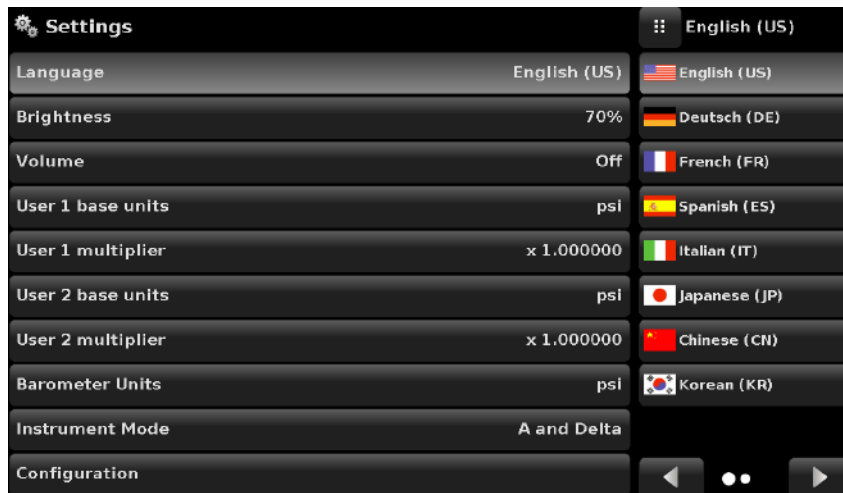 Settings
English (US)
Language English (US)
Brightness 70%
Volume Off
User 1 base units psi
User 1 multiplier x 1.000000
User 2 base units psi
User 2 multiplier x 1.000000
Barometer Units psi
Instrument Mode A and Delta
Configuration
English (US)
Deutsch (DE)
French (FR)
Spanish (ES)
Italian (IT)
Japanese (JP)
Chinese (CN)
Korean (KR)